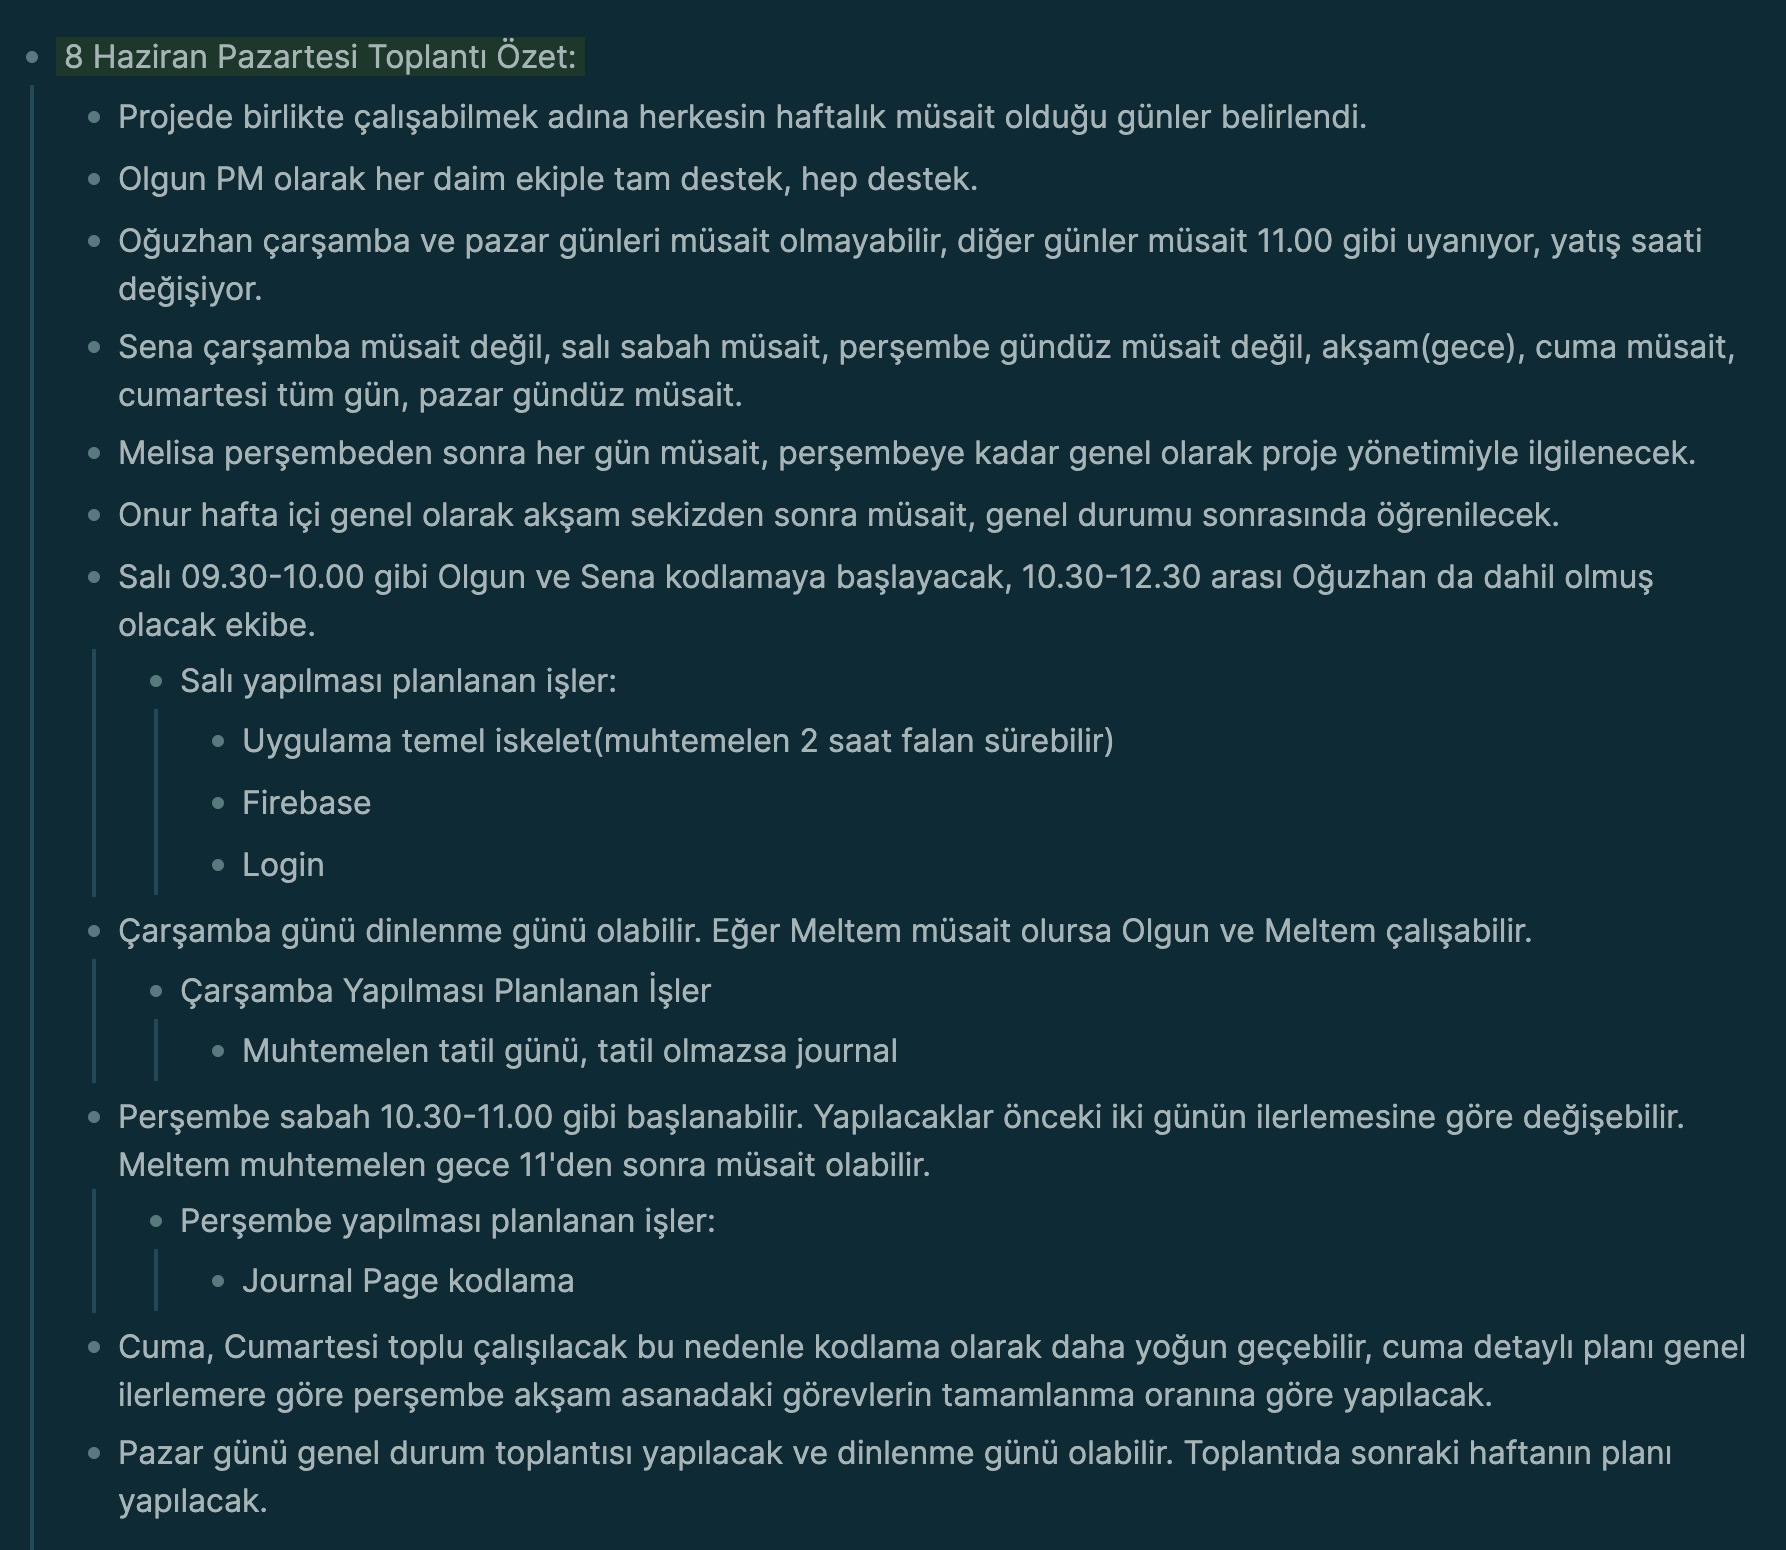 8 Haziran Pazartesi Toplantı Özet:
Projede birlikte çalışabilmek adına herkesin haftalık müsait olduğu günler belirlendi.
Olgun PM olarak her daim ekiple tam destek, hep destek.
Oğuzhan çarşamba ve pazar günleri müsait olmayabilir, diğer günler müsait 11.00 gibi uyanıyor, yatış saati
değişiyor.
Sena çarşamba müsait değil, salı sabah müsait, perşembe gündüz müsait değil, akşam(gece), cuma müsait,
cumartesi tüm gün, pazar gündüz müsait.
Melisa perşembeden sonra her gün müsait, perşembeye kadar genel olarak proje yönetimiyle ilgilenecek.
Onur hafta içi genel olarak akşam sekizden sonra müsait, genel durumu sonrasında öğrenilecek.
Salı 09.30-10.00 gibi Olgun ve Sena kodlamaya başlayacak, 10.30-12.30 arası Oğuzhan da dahil olmuş
olacak ekibe.
Salı yapılması planlanan işler:
Uygulama temel iskelet(muhtemelen 2 saat falan sürebilir)
Firebase
Login
Çarşamba günü dinlenme günü olabilir. Eğer Meltem müsait olursa Olgun ve Meltem çalışabilir.
Çarşamba Yapılması Planlanan İşler
Muhtemelen tatil günü, tatil olmazsa journal
Perşembe sabah 10.30-11.00 gibi başlanabilir. Yapılacaklar önceki iki günün ilerlemesine göre değişebilir.
Meltem muhtemelen gece 11'den sonra müsait olabilir.
Perşembe yapılması planlanan işler:
Journal Page kodlama
Cuma, Cumartesi toplu çalışılacak bu nedenle kodlama olarak daha yoğun geçebilir, cuma detaylı planı genel
ilerlemere göre perşembe akşam asanadaki görevlerin tamamlanma oranına göre yapılacak.
Pazar günü genel durum toplantısı yapılacak ve dinlenme günü olabilir. Toplantıda sonraki haftanın planı
yapılacak.